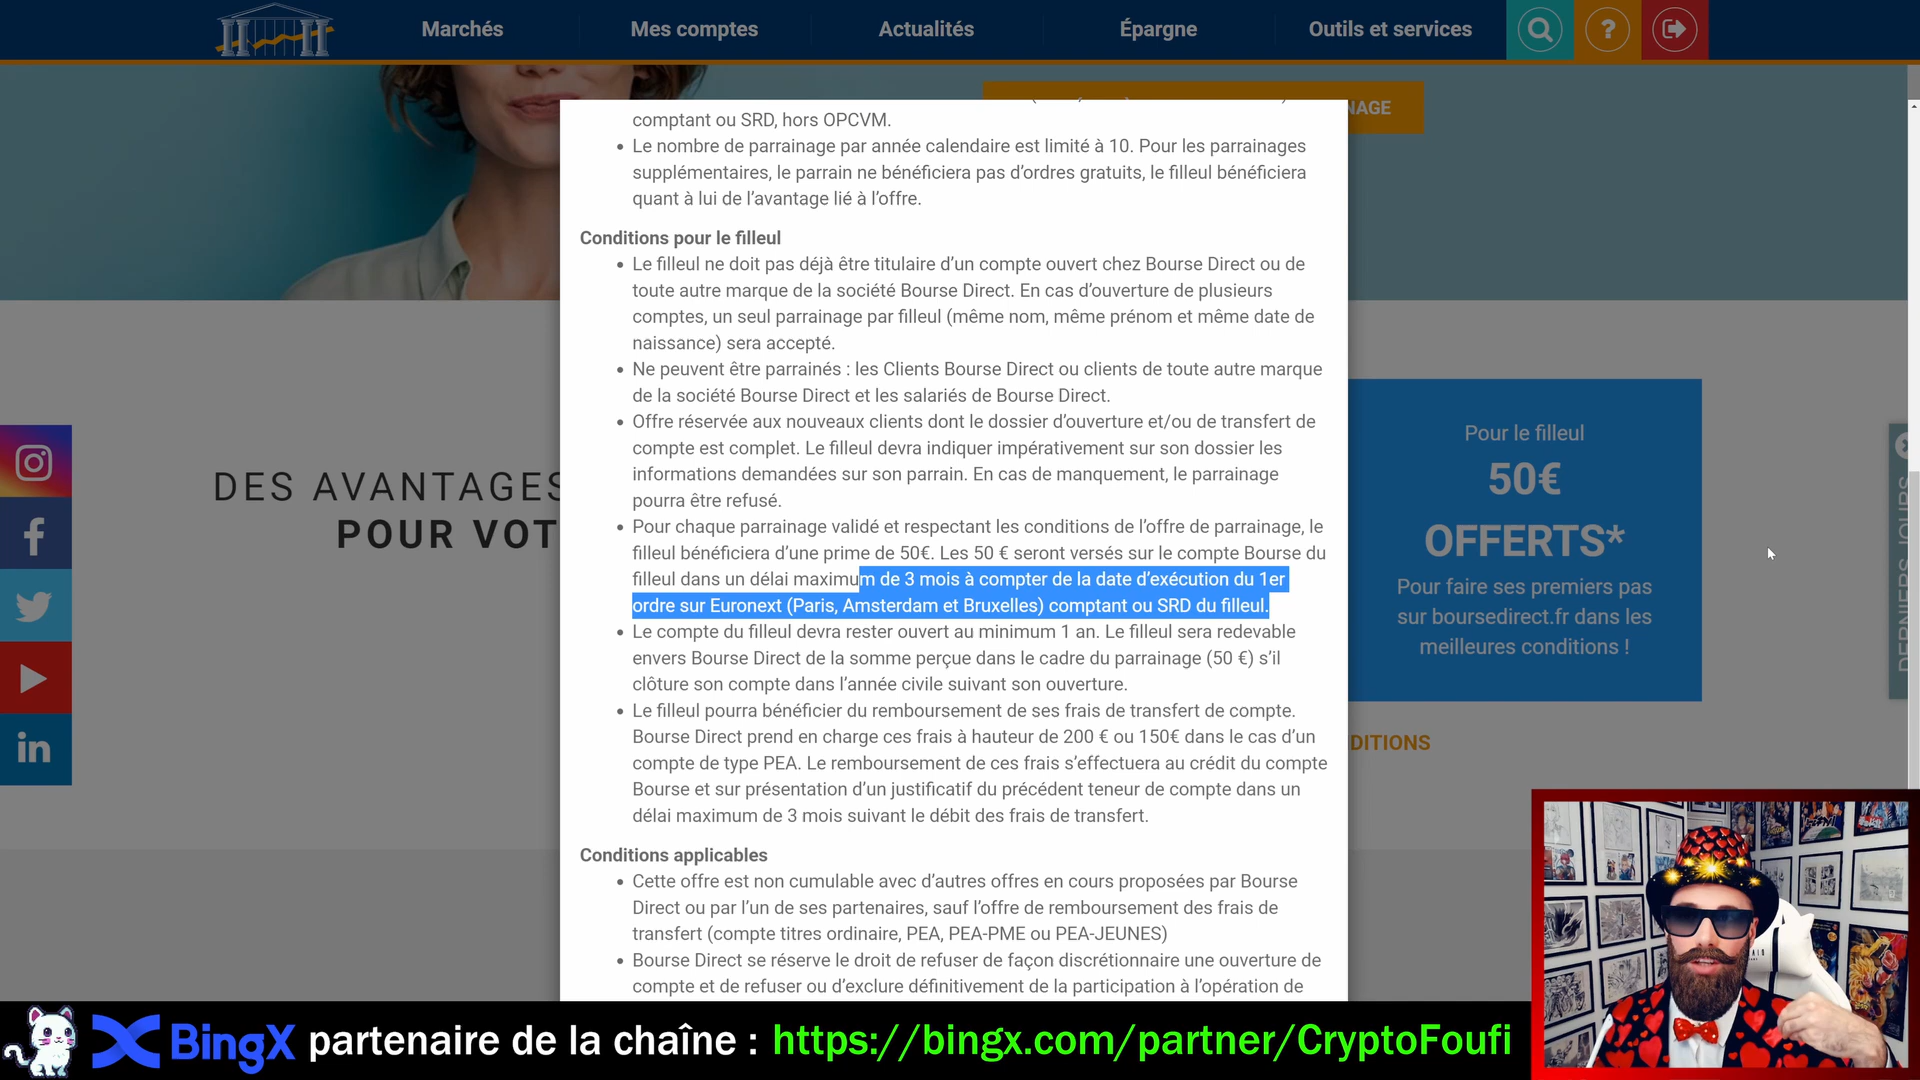 Marchés
Mes comptes
Actualités
Épargne
Outils et services
?
NAGE
comptant ou SRD, hors OPCVM.
• Le nombre de parrainage par année calendaire est limité à 10. Pour les parrainages
supplémentaires, le parrain ne bénéficiera pas d’ordres gratuits, le filleul bénéficiera
quant à lui de l’avantage lié à l’offre.
Conditions pour le filleul
• Le filleul ne doit pas déjà être titulaire d’un compte ouvert chez Bourse Direct ou de
toute autre marque de la société Bourse Direct. En cas d’ouverture de plusieurs
comptes, un seul parrainage par filleul (même nom, même prénom et même date de
naissance) sera accepté.
• Ne peuvent être parrainés : les Clients Bourse Direct ou clients de toute autre marque
de la société Bourse Direct et les salariés de Bourse Direct.
• Offre réservée aux nouveaux clients dont le dossier d’ouverture et/ou de transfert de
compte est complet. Le filleul devra indiquer impérativement sur son dossier les
informations demandées sur son parrain. En cas de manquement, le parrainage
pourra être refusé.
• Pour chaque parrainage validé et respectant les conditions de l’offre de parrainage, le
filleul bénéficiera d’une prime de 50€. Les 50 € seront versés sur le compte Bourse du
filleul dans un délai maximum de 3 mois à compter de la date d’exécution du 1er
ordre sur Euronext (Paris, Amsterdam et Bruxelles) comptant ou SRD du filleul.
• Le compte du filleul devra rester ouvert au minimum 1 an. Le filleul sera redevable
envers Bourse Direct de la somme perçue dans le cadre du parrainage (50 €) s’il
clôture son compte dans l’année civile suivant son ouverture.
• Le filleul pourra bénéficier du remboursement de ses frais de transfert de compte.
Bourse Direct prend en charge ces frais à hauteur de 200 € ou 150€ dans le cas d’un
compte de type PEA. Le remboursement de ces frais s’effectuera au crédit du compte
Bourse et sur présentation d’un justificatif du précédent teneur de compte dans un
délai maximum de 3 mois suivant le débit des frais de transfert.
Conditions applicables
• Cette offre est non cumulable avec d’autres offres en cours proposées par Bourse
Direct ou par l’un de ses partenaires, sauf l’offre de remboursement des frais de
transfert (compte titres ordinaire, PEA, PEA-PME ou PEA-JEUNES)
• Bourse Direct se réserve le droit de refuser de façon discrétionnaire une ouverture de
compte et de refuser ou d’exclure définitivement de la participation à l’opération de
DES AVANTAGES
POUR VOT
Pour le filleul
50€
OFFERTS*
Pour faire ses premiers pas
sur boursedirect.fr dans les
meilleures conditions !
DITIONS
DERNIERS JOURS
in
BingX partenaire de la chaîne : https://bingx.com/partner/CryptoFoufi